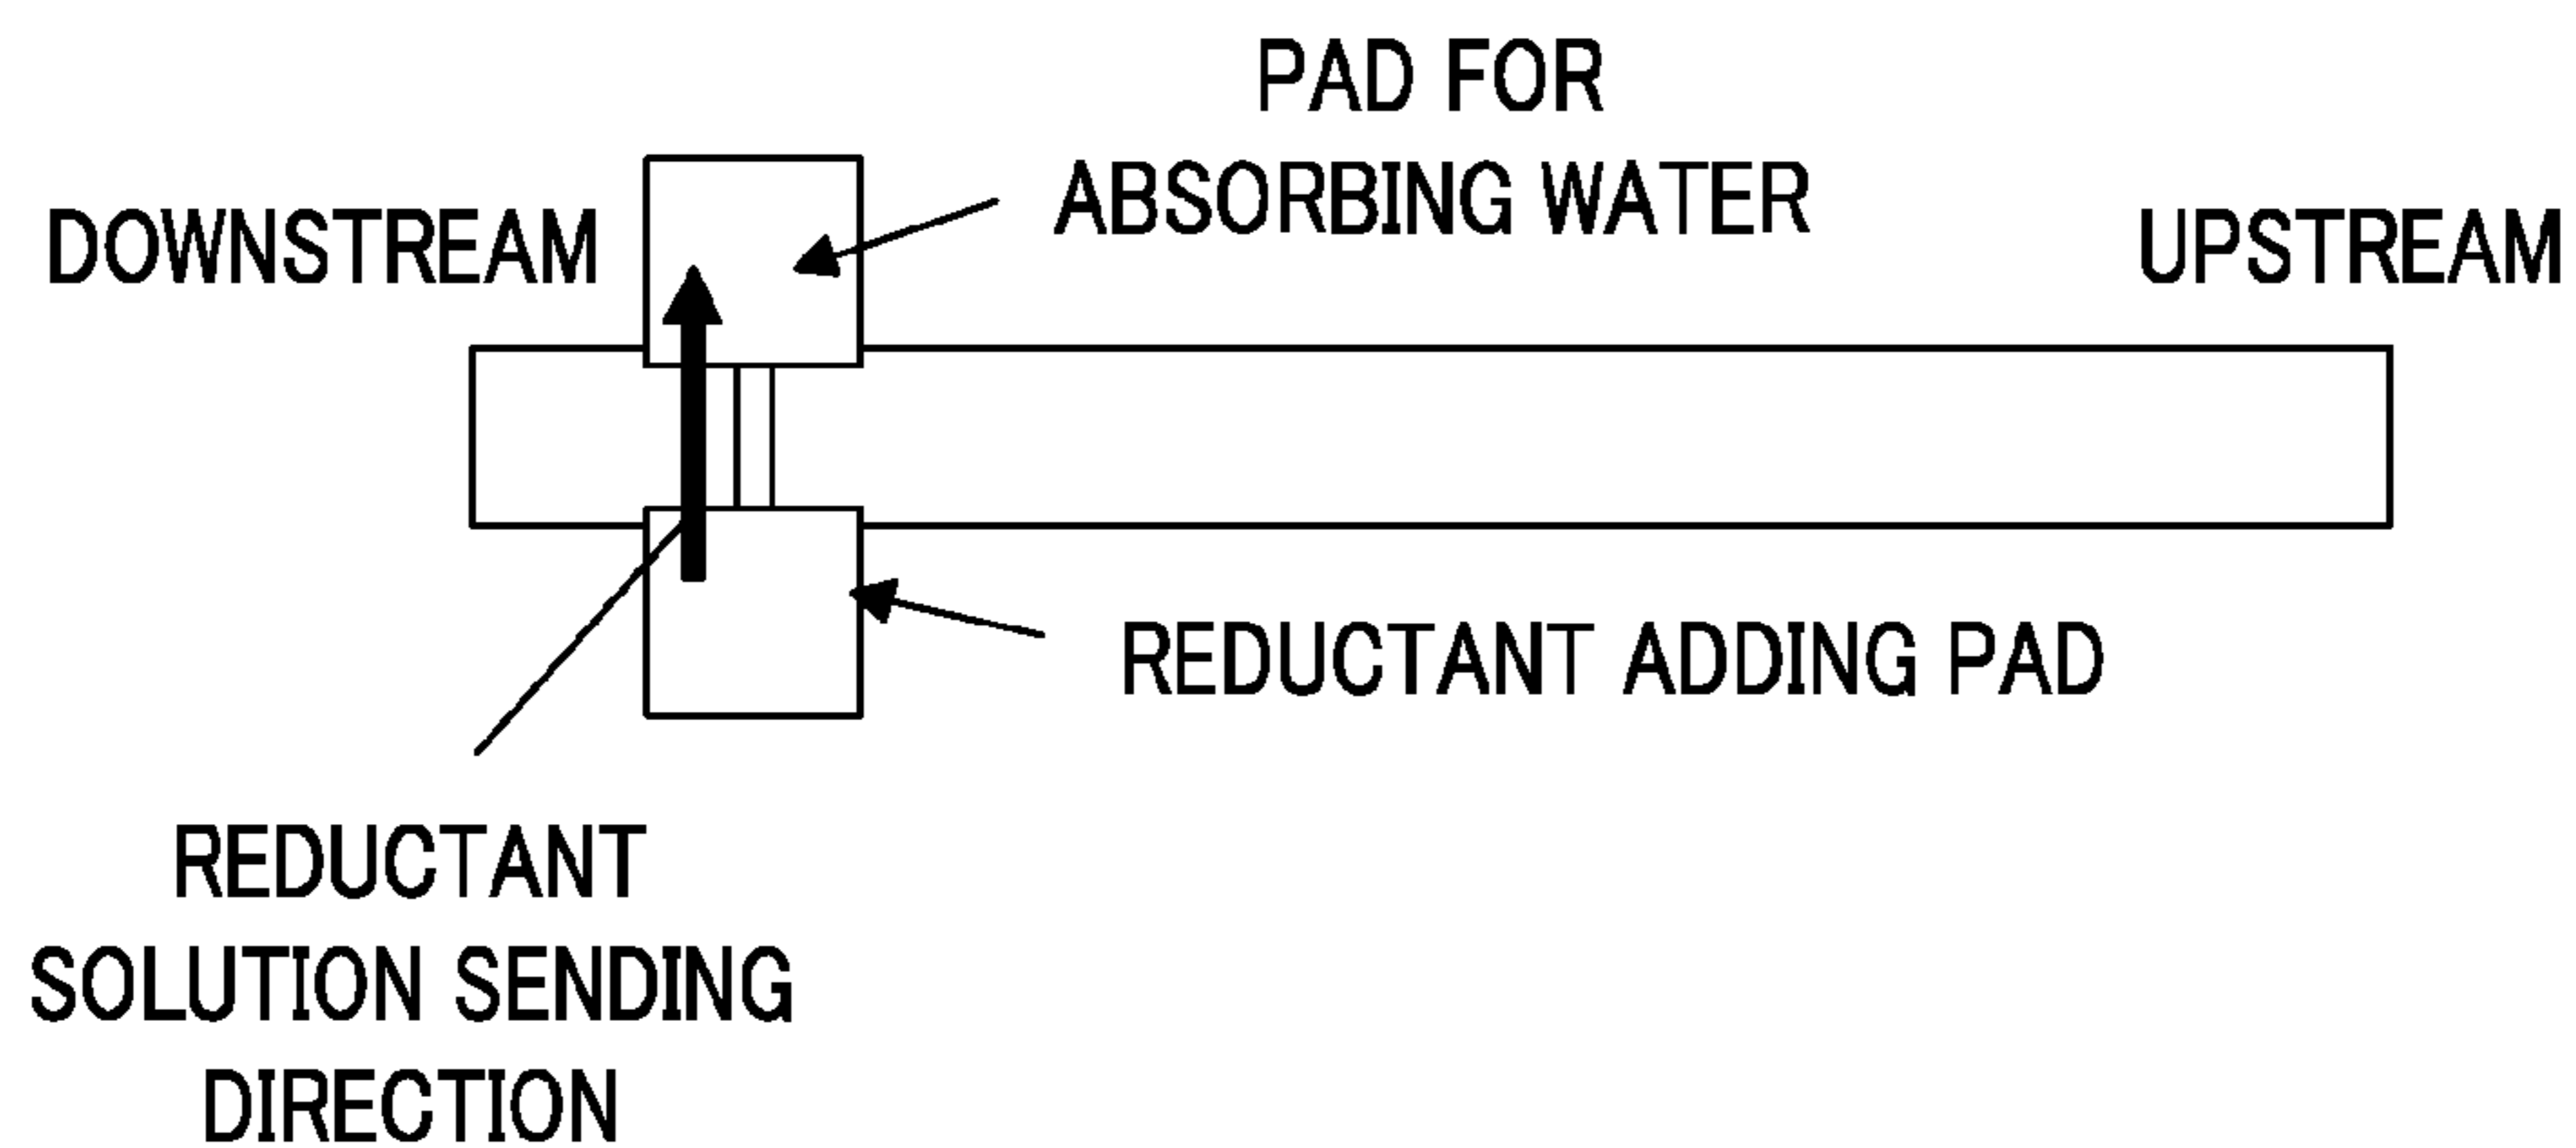 PAD FOR
ABSORBING WATER
DOWNSTREAM
UPSTREAM
REDUCTANT ADDING PAD
REDUCTANT
SOLUTION SENDING
DIRECTION